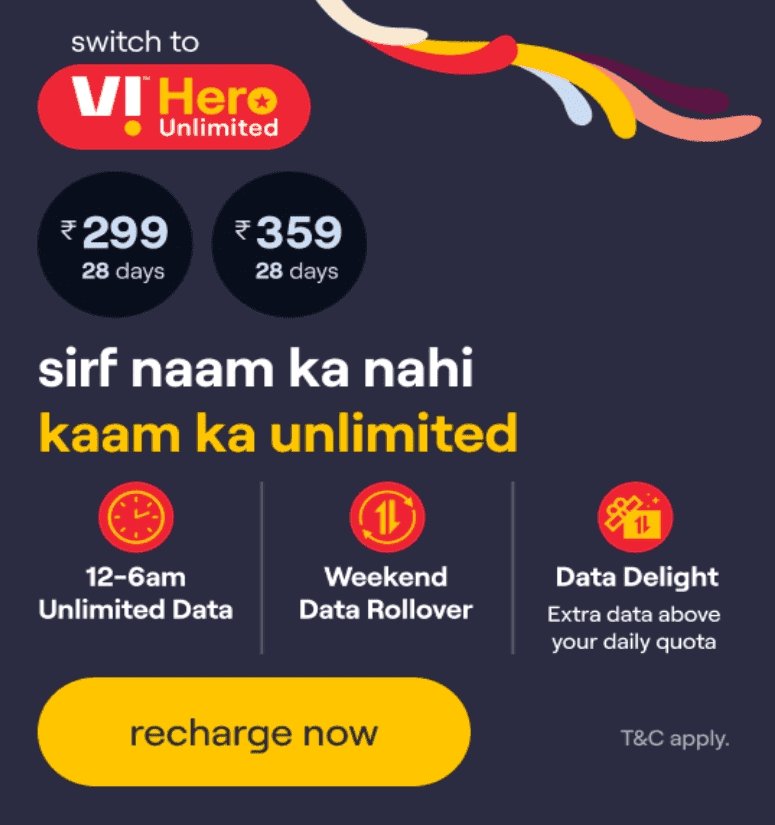 switch to
VI™ Hero
Unlimited
₹299
28 days
₹359
28 days
sirf naam ka nahi
kaam ka unlimited
12-6am
Unlimited Data
Weekend
Data Rollover
Data Delight
Extra data above
your daily quota
recharge now
T&C apply.